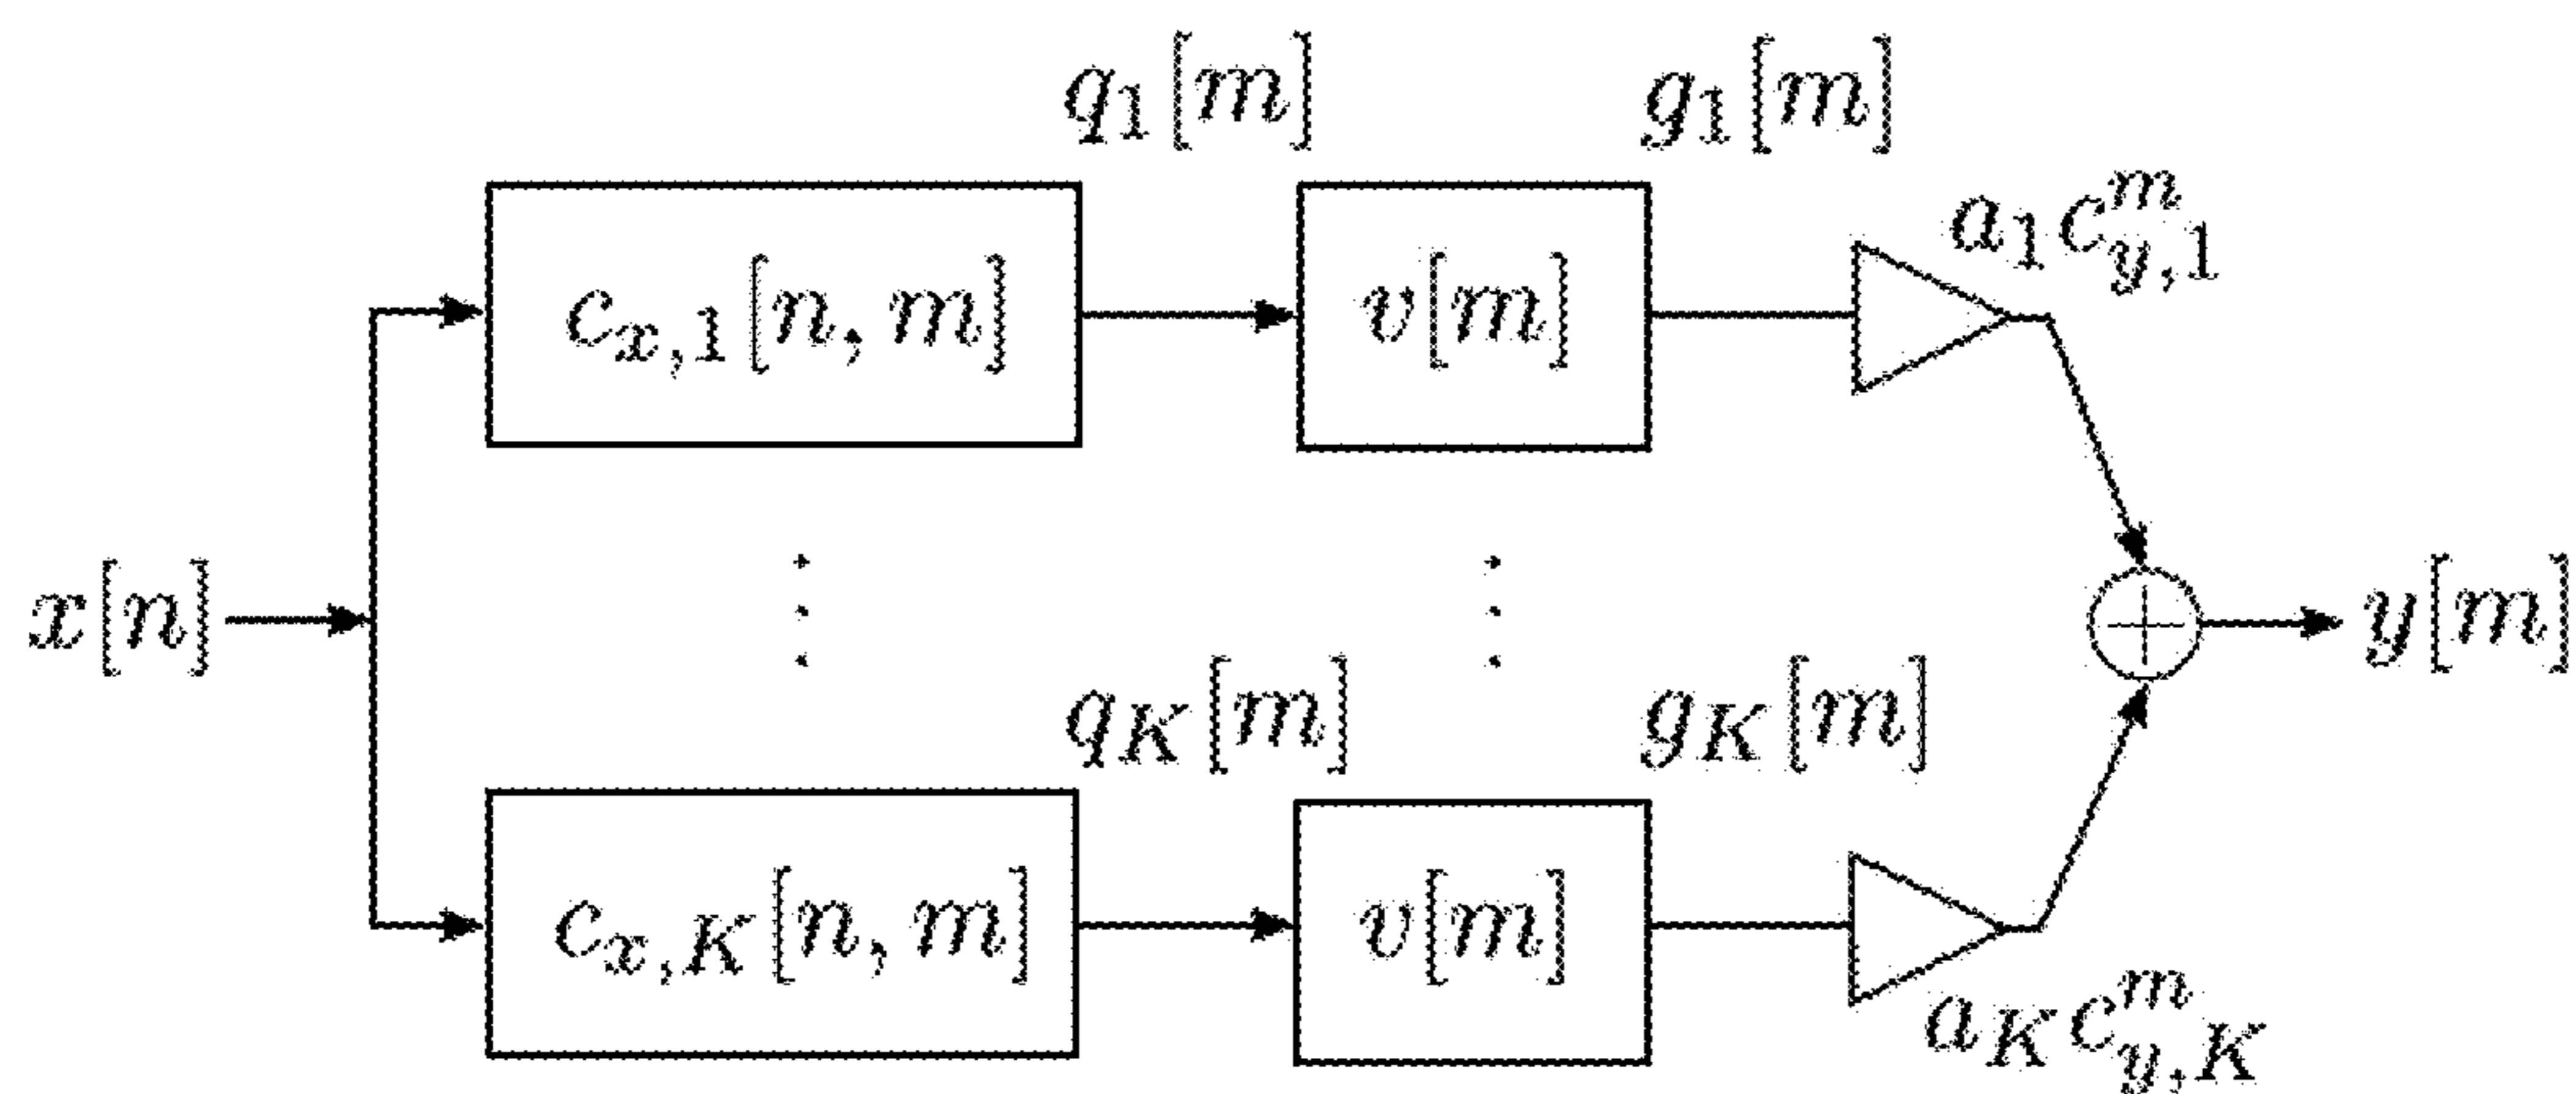 q_1[m] g_1[m]
a_1 c_{y,1}^m
c_{x,1}[n, m] v[m]
x[n] y[m]
q_K[m] g_K[m]
c_{x,K}[n, m] v[m]
a_K c_{y,K}^m